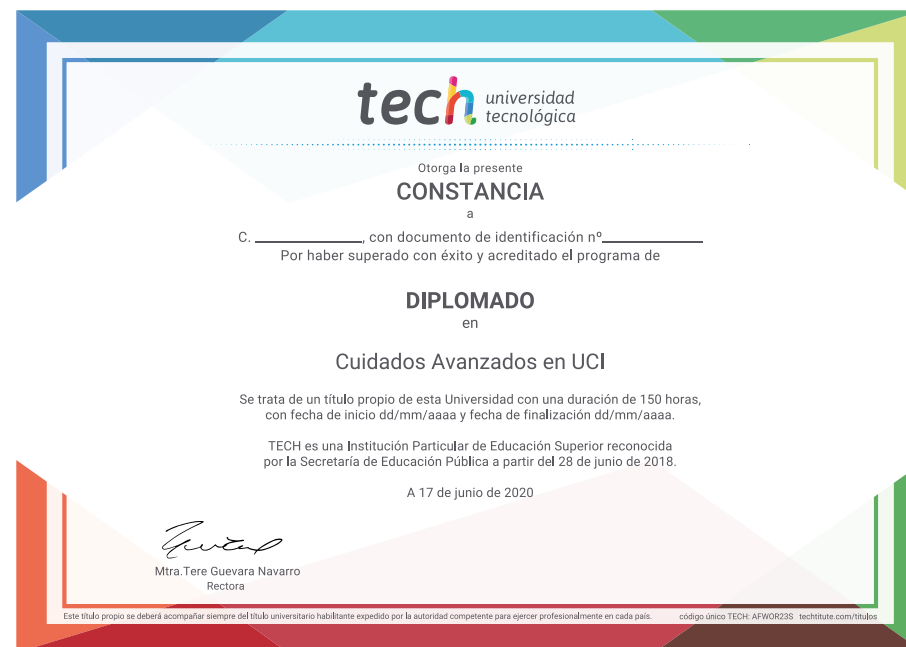 tech universidad
tecnológica
Otorga la presente
CONSTANCIA
a
C. ____________, con documento de identificación nº____________
Por haber superado con éxito y acreditado el programa de
DIPLOMADO
en
Cuidados Avanzados en UCI
Se trata de un título propio de esta Universidad con una duración de 150 horas,
con fecha de inicio dd/mm/aaaa y fecha de finalización dd/mm/aaaa.
TECH es una Institución Particular de Educación Superior reconocida
por la Secretaría de Educación Pública a partir del 28 de junio de 2018.
A 17 de junio de 2020
Mtra.Tere Guevara Navarro
Rectora
Este título propio se deberá acompañar siempre del título universitario habilitante expedido por la autoridad competente para ejercer profesionalmente en cada país. código único TECH: AFWOR23S techtitute.com/titulos